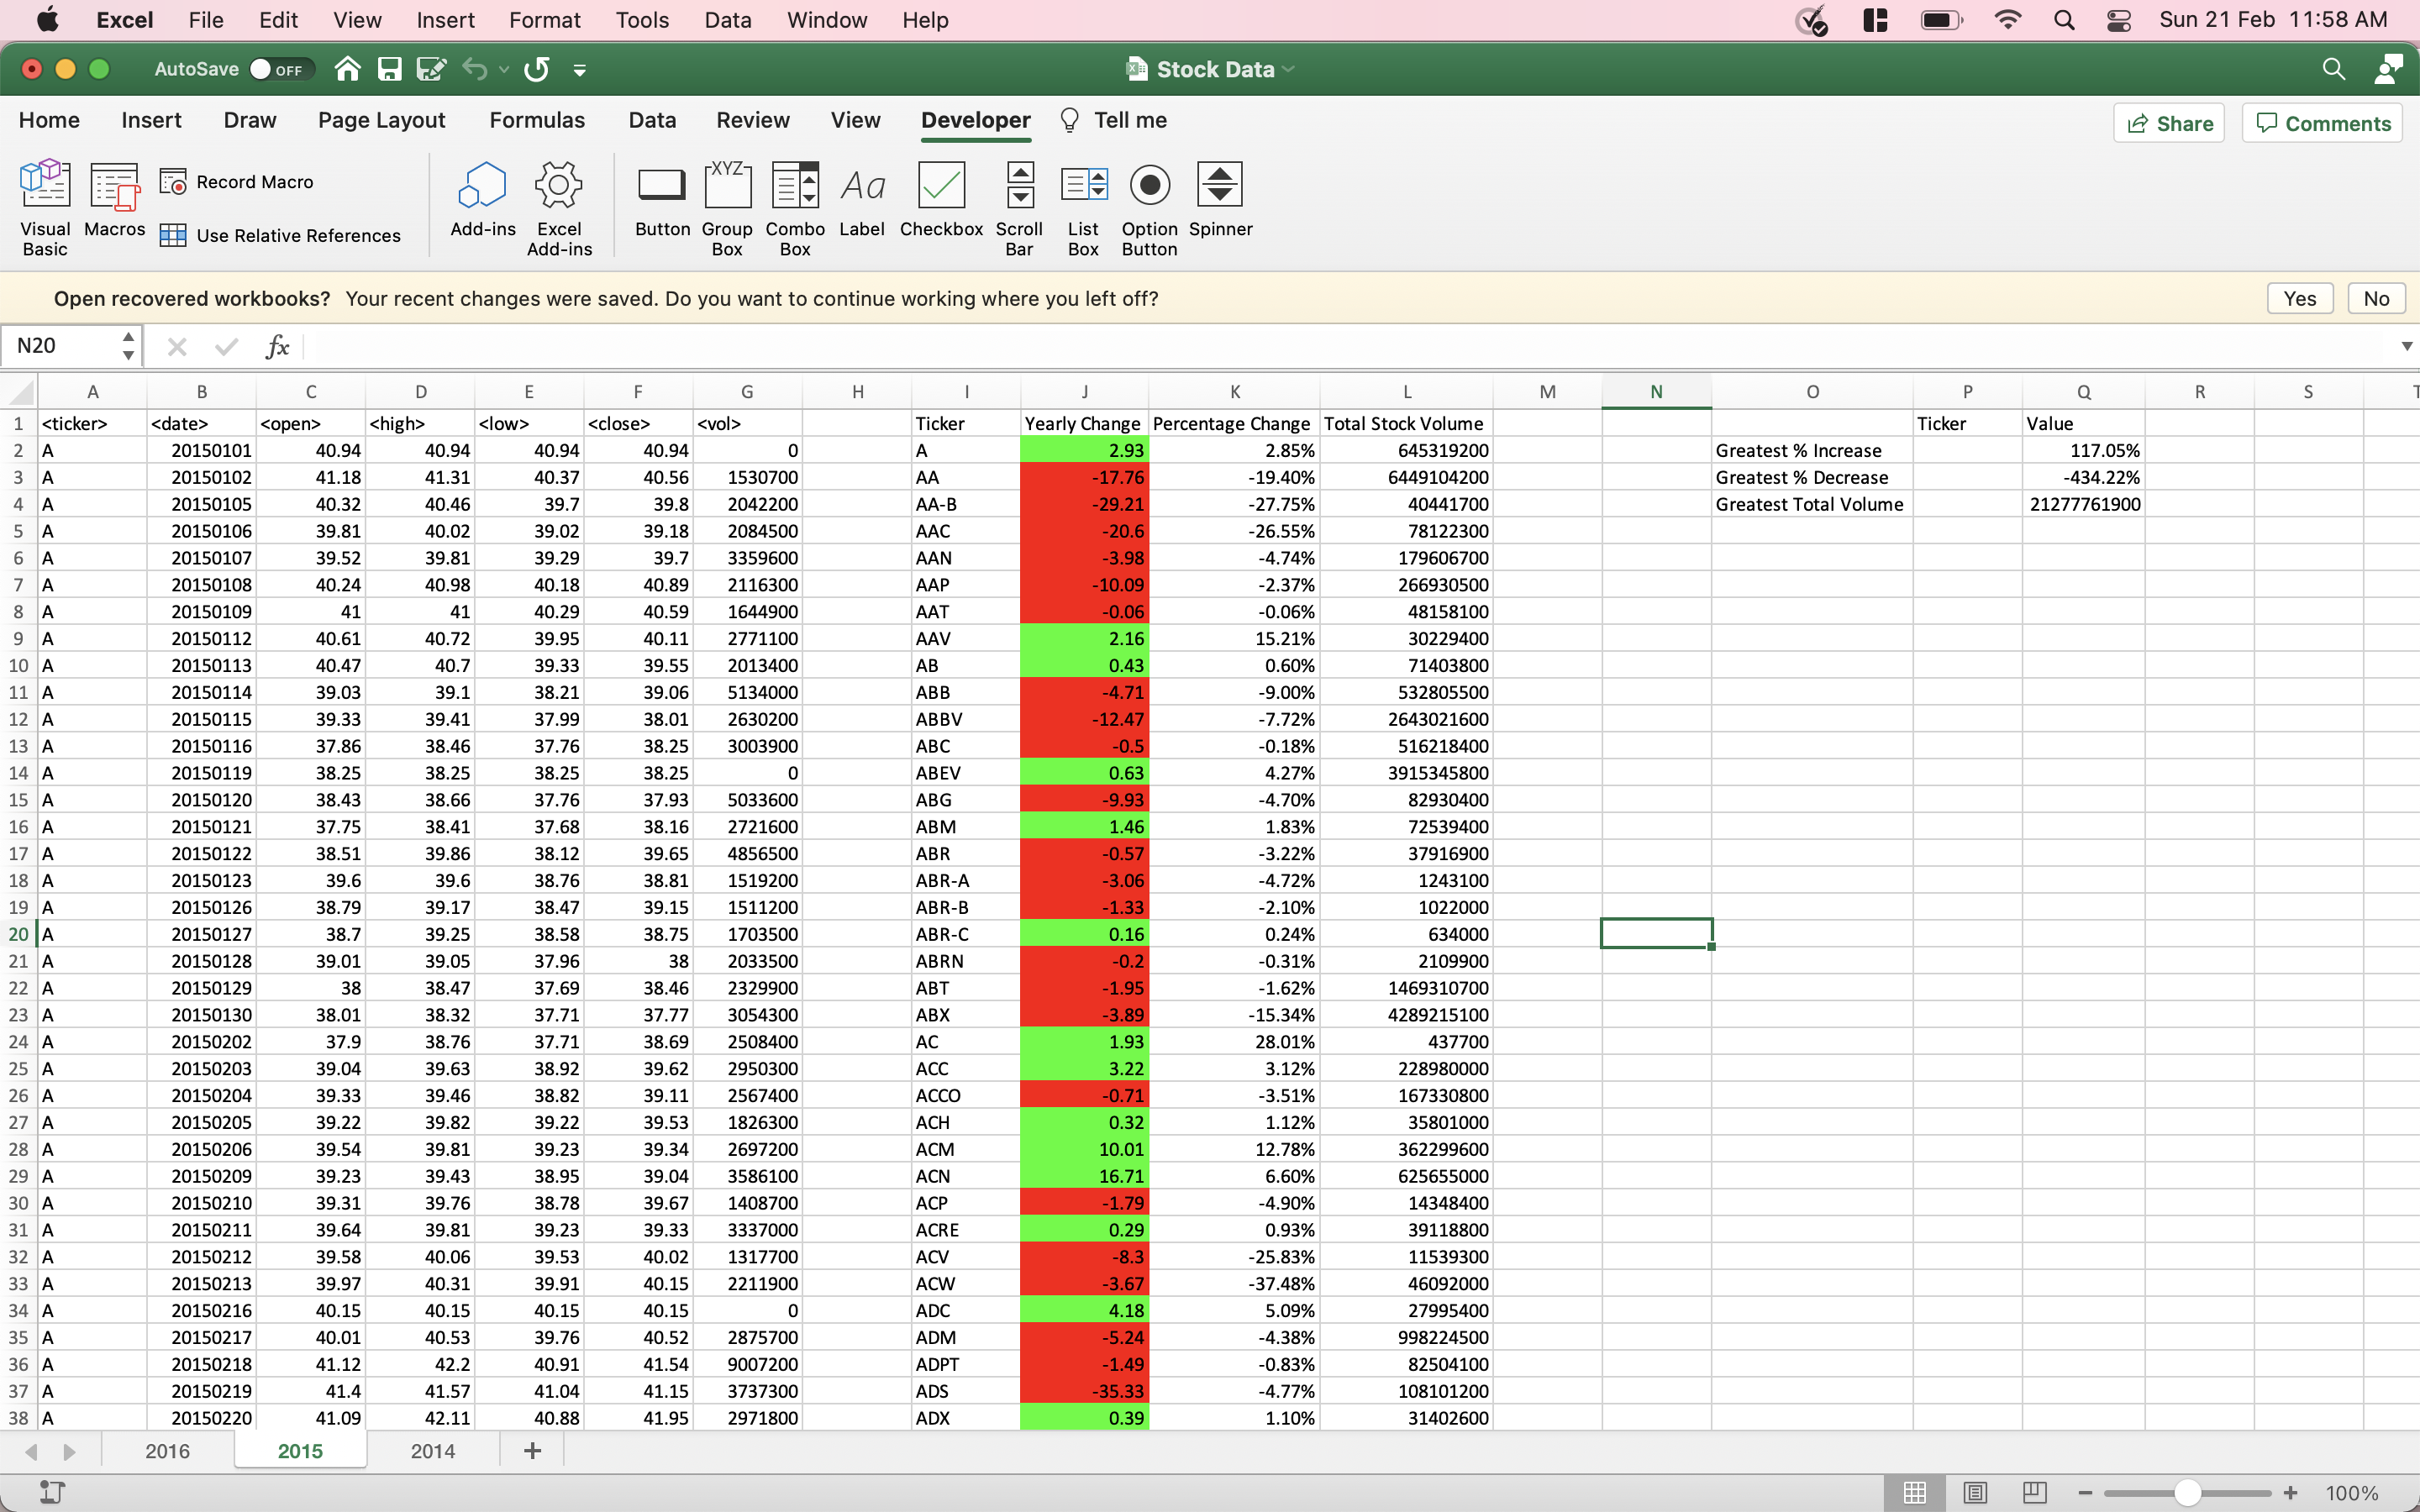 Excel File Edit View Insert Format Tools Data Window Help Sun 21 Feb 11:58 AM
AutoSave OFF Stock Data
Home Insert Draw Page Layout Formulas Data Review View Developer Tell me Share Comments
Visual Basic Macros Record Macro Use Relative References Add-ins Excel Add-ins Button Group Box Combo Box Label Checkbox Scroll Bar List Box Option Button Spinner
XYZ Aa
Open recovered workbooks? Your recent changes were saved. Do you want to continue working where you left off? Yes No
N20 fx
A B C D E F G H I J K L M N O P Q R S T
1 <ticker> <date> <open> <high> <low> <close> <vol> Ticker Yearly Change Percentage Change Total Stock Volume Ticker Value
2 A 20150101 40.94 40.94 40.94 40.94 0 A 2.93 2.85% 645319200 Greatest % Increase 117.05%
3 A 20150102 41.18 41.31 40.37 40.56 1530700 AA -17.76 -19.40% 6449104200 Greatest % Decrease -434.22%
4 A 20150105 40.32 40.46 39.7 39.8 2042200 AA-B -29.21 -27.75% 40441700 Greatest Total Volume 21277761900
5 A 20150106 39.81 40.02 39.02 39.18 2084500 AAC -20.6 -26.55% 78122300
6 A 20150107 39.52 39.81 39.29 39.7 3359600 AAN -3.98 -4.74% 179606700
7 A 20150108 40.24 40.98 40.18 40.89 2116300 AAP -10.09 -2.37% 266930500
8 A 20150109 41 41 40.29 40.59 1644900 AAT -0.06 -0.06% 48158100
9 A 20150112 40.61 40.72 39.95 40.11 2771100 AAV 2.16 15.21% 30229400
10 A 20150113 40.47 40.7 39.33 39.55 2013400 AB 0.43 0.60% 71403800
11 A 20150114 39.03 39.1 38.21 39.06 5134000 ABB -4.71 -9.00% 532805500
12 A 20150115 39.33 39.41 37.99 38.01 2630200 ABBV -12.47 -7.72% 2643021600
13 A 20150116 37.86 38.46 37.76 38.25 3003900 ABC -0.5 -0.18% 516218400
14 A 20150119 38.25 38.25 38.25 38.25 0 ABEV 0.63 4.27% 3915345800
15 A 20150120 38.43 38.66 37.76 37.93 5033600 ABG -9.93 -4.70% 82930400
16 A 20150121 37.75 38.41 37.68 38.16 2721600 ABM 1.46 1.83% 72539400
17 A 20150122 38.51 39.86 38.12 39.65 4856500 ABR -0.57 -3.22% 37916900
18 A 20150123 39.6 39.6 38.76 38.81 1519200 ABR-A -3.06 -4.72% 1243100
19 A 20150126 38.79 39.17 38.47 39.15 1511200 ABR-B -1.33 -2.10% 1022000
20 A 20150127 38.7 39.25 38.58 38.75 1703500 ABR-C 0.16 0.24% 634000
21 A 20150128 39.01 39.05 37.96 38 2033500 ABRN -0.2 -0.31% 2109900
22 A 20150129 38 38.47 37.69 38.46 2329900 ABT -1.95 -1.62% 1469310700
23 A 20150130 38.01 38.32 37.71 37.77 3054300 ABX -3.89 -15.34% 4289215100
24 A 20150202 37.9 38.76 37.71 38.69 2508400 AC 1.93 28.01% 437700
25 A 20150203 39.04 39.63 38.92 39.62 2950300 ACC 3.22 3.12% 228980000
26 A 20150204 39.33 39.46 38.82 39.11 2567400 ACCO -0.71 -3.51% 167330800
27 A 20150205 39.22 39.82 39.22 39.53 1826300 ACH 0.32 1.12% 35801000
28 A 20150206 39.54 39.81 39.23 39.34 2697200 ACM 10.01 12.78% 362299600
29 A 20150209 39.23 39.43 38.95 39.04 3586100 ACN 16.71 6.60% 625655000
30 A 20150210 39.31 39.76 38.78 39.67 1408700 ACP -1.79 -4.90% 14348400
31 A 20150211 39.64 39.81 39.23 39.33 3337000 ACRE 0.29 0.93% 39118800
32 A 20150212 39.58 40.06 39.53 40.02 1317700 ACV -8.3 -25.83% 11539300
33 A 20150213 39.97 40.31 39.91 40.15 2211900 ACW -3.67 -37.48% 46092000
34 A 20150216 40.15 40.15 40.15 40.15 0 ADC 4.18 5.09% 27995400
35 A 20150217 40.01 40.53 39.76 40.52 2875700 ADM -5.24 -4.38% 998224500
36 A 20150218 41.12 42.2 40.91 41.54 9007200 ADPT -1.49 -0.83% 82504100
37 A 20150219 41.4 41.57 41.04 41.15 3737300 ADS -35.33 -4.77% 108101200
38 A 20150220 41.09 42.11 40.88 41.95 2971800 ADX 0.39 1.10% 31402600
2016 2015 2014 +
100%